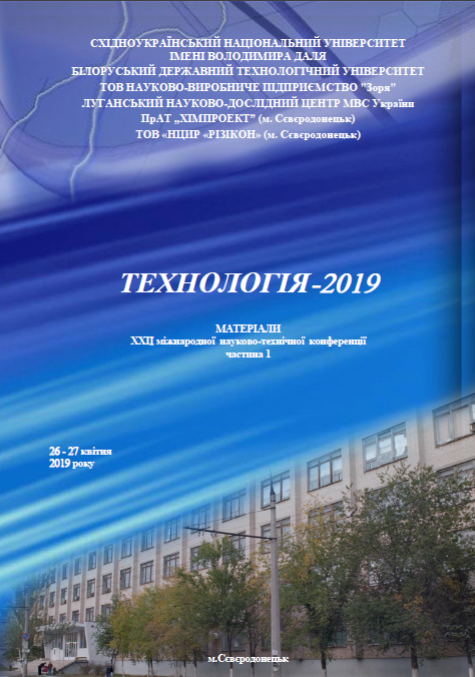 СХІДНОУКРАЇНСЬКИЙ НАЦІОНАЛЬНИЙ УНІВЕРСИТЕТ
ІМЕНІ ВОЛОДИМИРА ДАЛЯ
БІЛОРУСЬКИЙ ДЕРЖАВНИЙ ТЕХНОЛОГІЧНИЙ УНІВЕРСИТЕТ
ТОВ НАУКОВО-ВИРОБНИЧЕ ПІДПРИЄМСТВО "Зоря"
ЛУГАНСЬКИЙ НАУКОВО-ДОСЛІДНИЙ ЦЕНТР МВС України
ПрАТ „ХІМПРОЕКТ” (м. Сєвєродонецьк)
ТОВ «НЦІР «РІЗІКОН» (м. Сєвєродонецьк)
ТЕХНОЛОГІЯ-2019
МАТЕРІАЛИ
XXІІ міжнародної науково-технічної конференції
частина 1
26 - 27 квітня
2019 року
м.Сєвєродонецьк